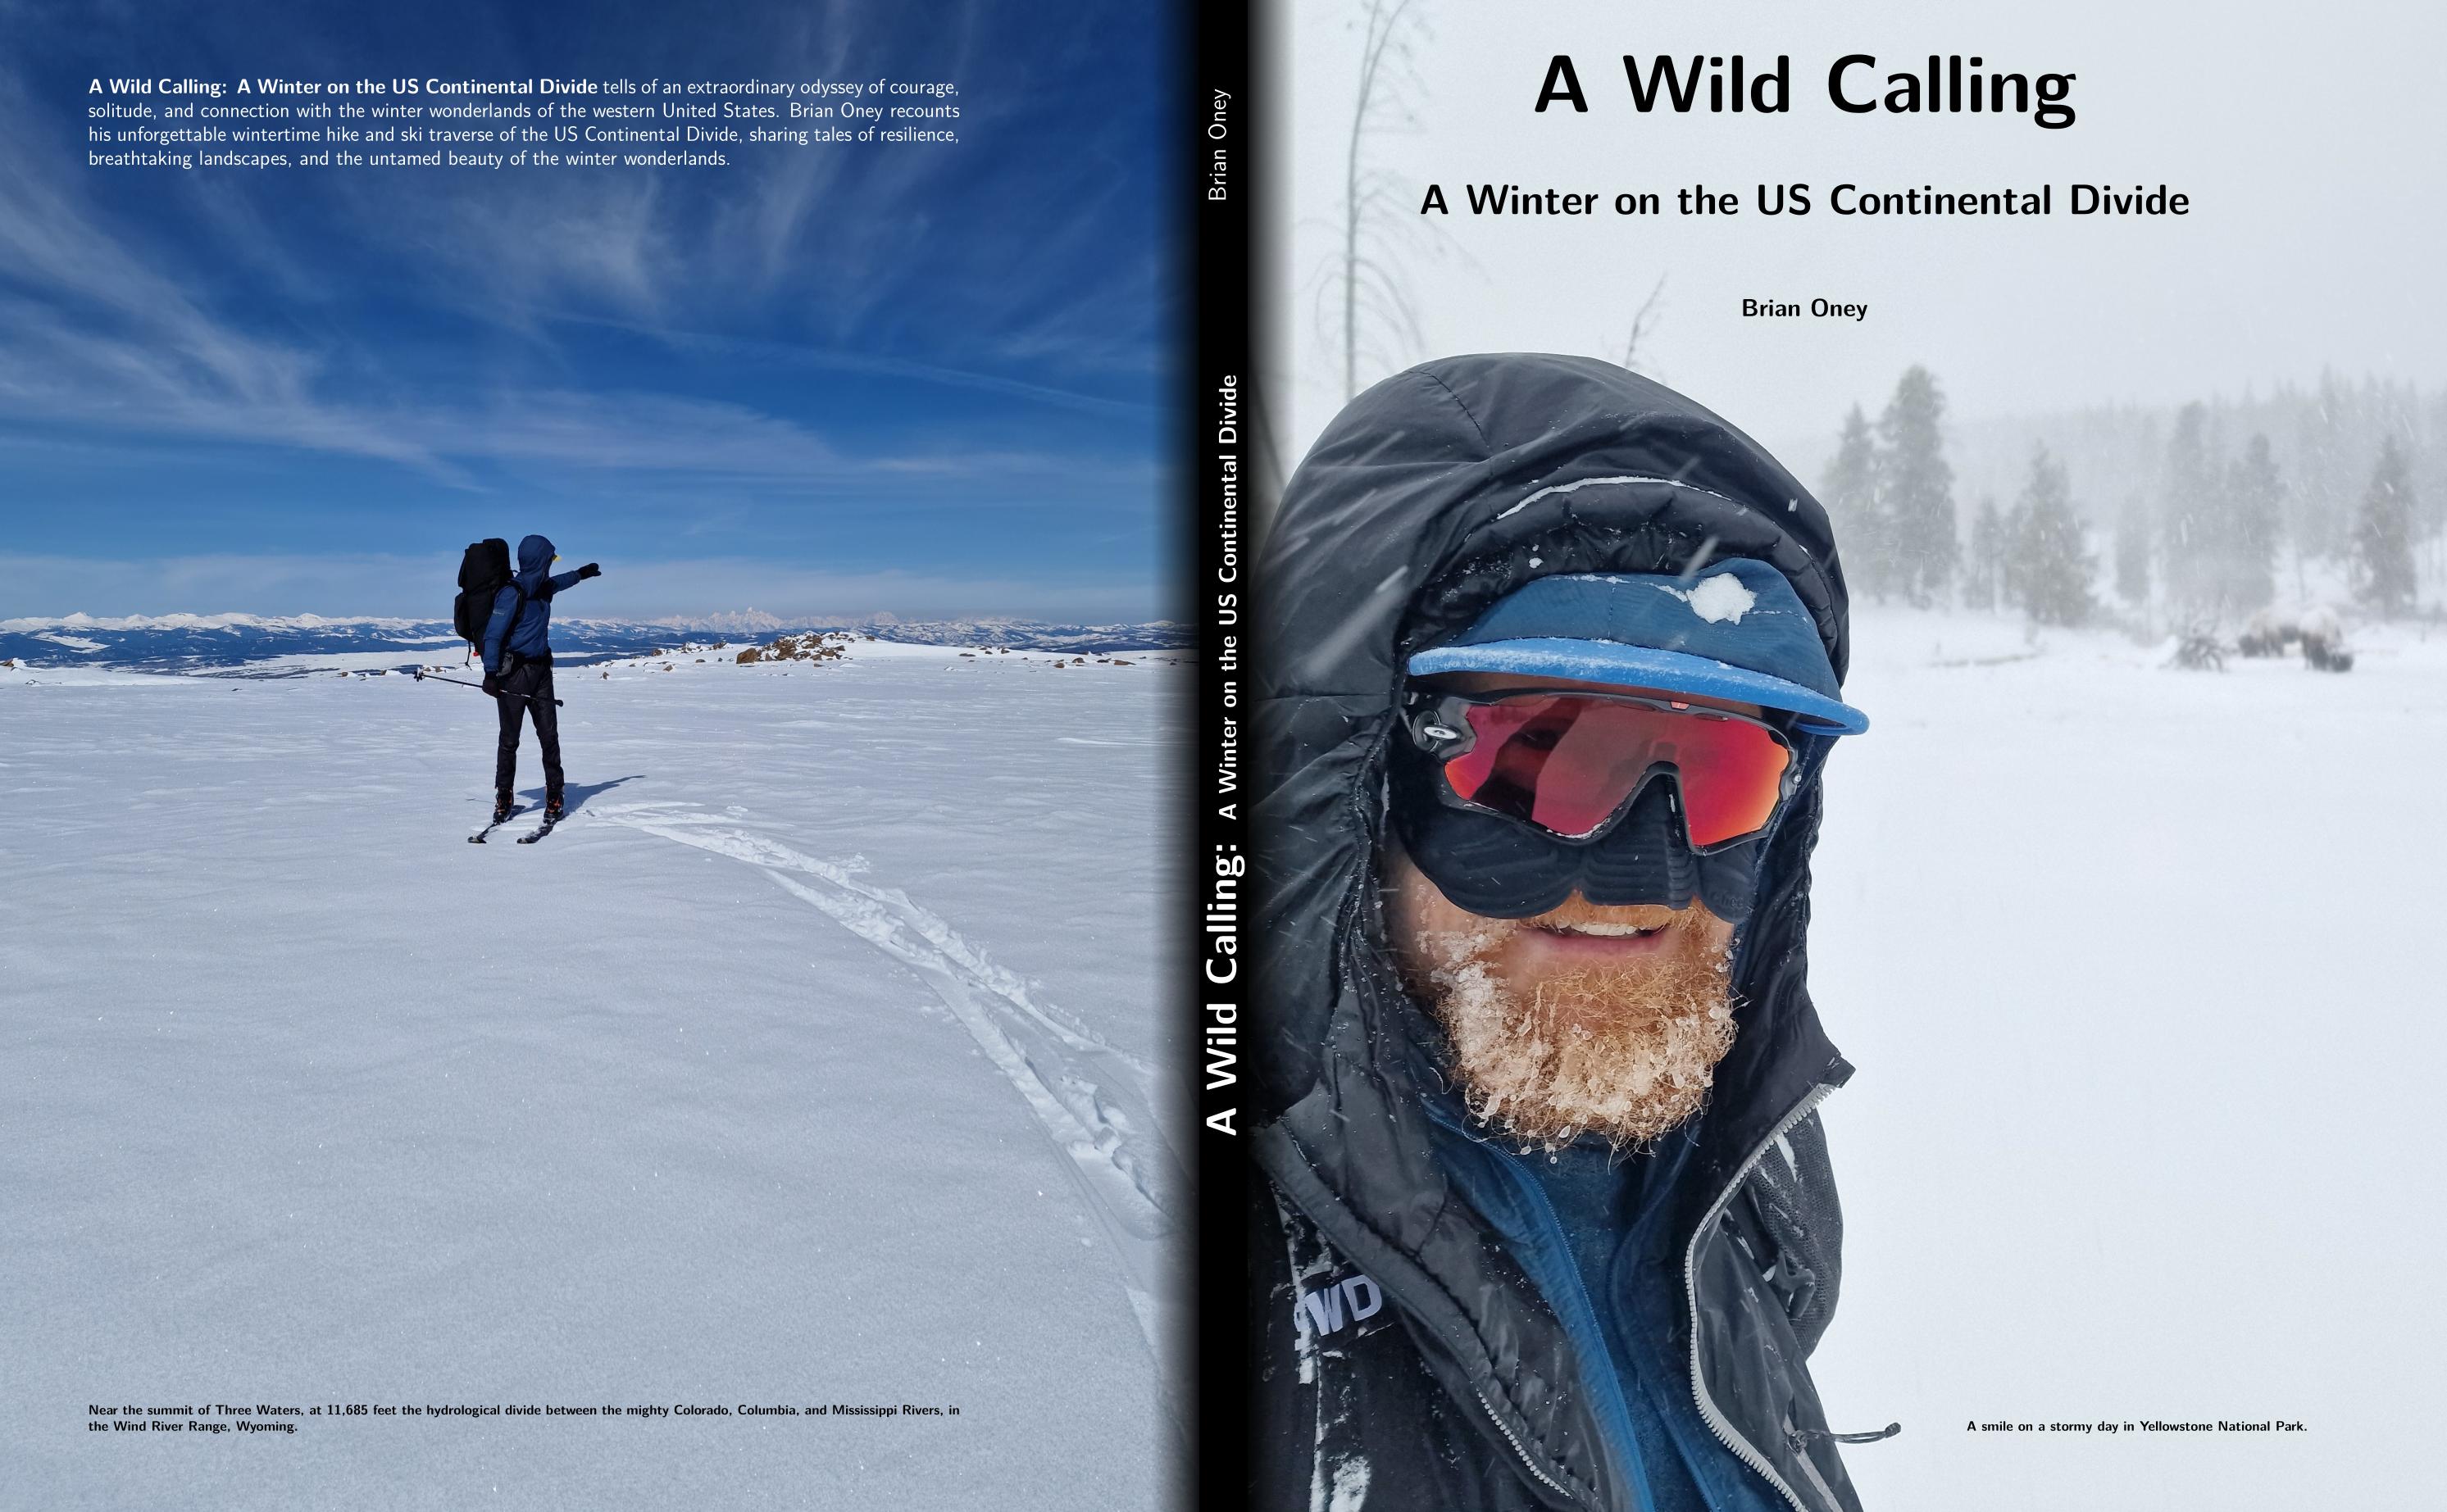 A Wild Calling: A Winter on the US Continental Divide tells of an extraordinary odyssey of courage,
solitude, and connection with the winter wonderlands of the western United States. Brian Oney recounts
his unforgettable wintertime hike and ski traverse of the US Continental Divide, sharing tales of resilience,
breathtaking landscapes, and the untamed beauty of the winter wonderlands.
Near the summit of Three Waters, at 11,685 feet the hydrological divide between the mighty Colorado, Columbia, and Mississippi Rivers, in
the Wind River Range, Wyoming.
A Wild Calling: A Winter on the US Continental Divide
Brian Oney
A Wild Calling
A Winter on the US Continental Divide
Brian Oney
WD
A smile on a stormy day in Yellowstone National Park.